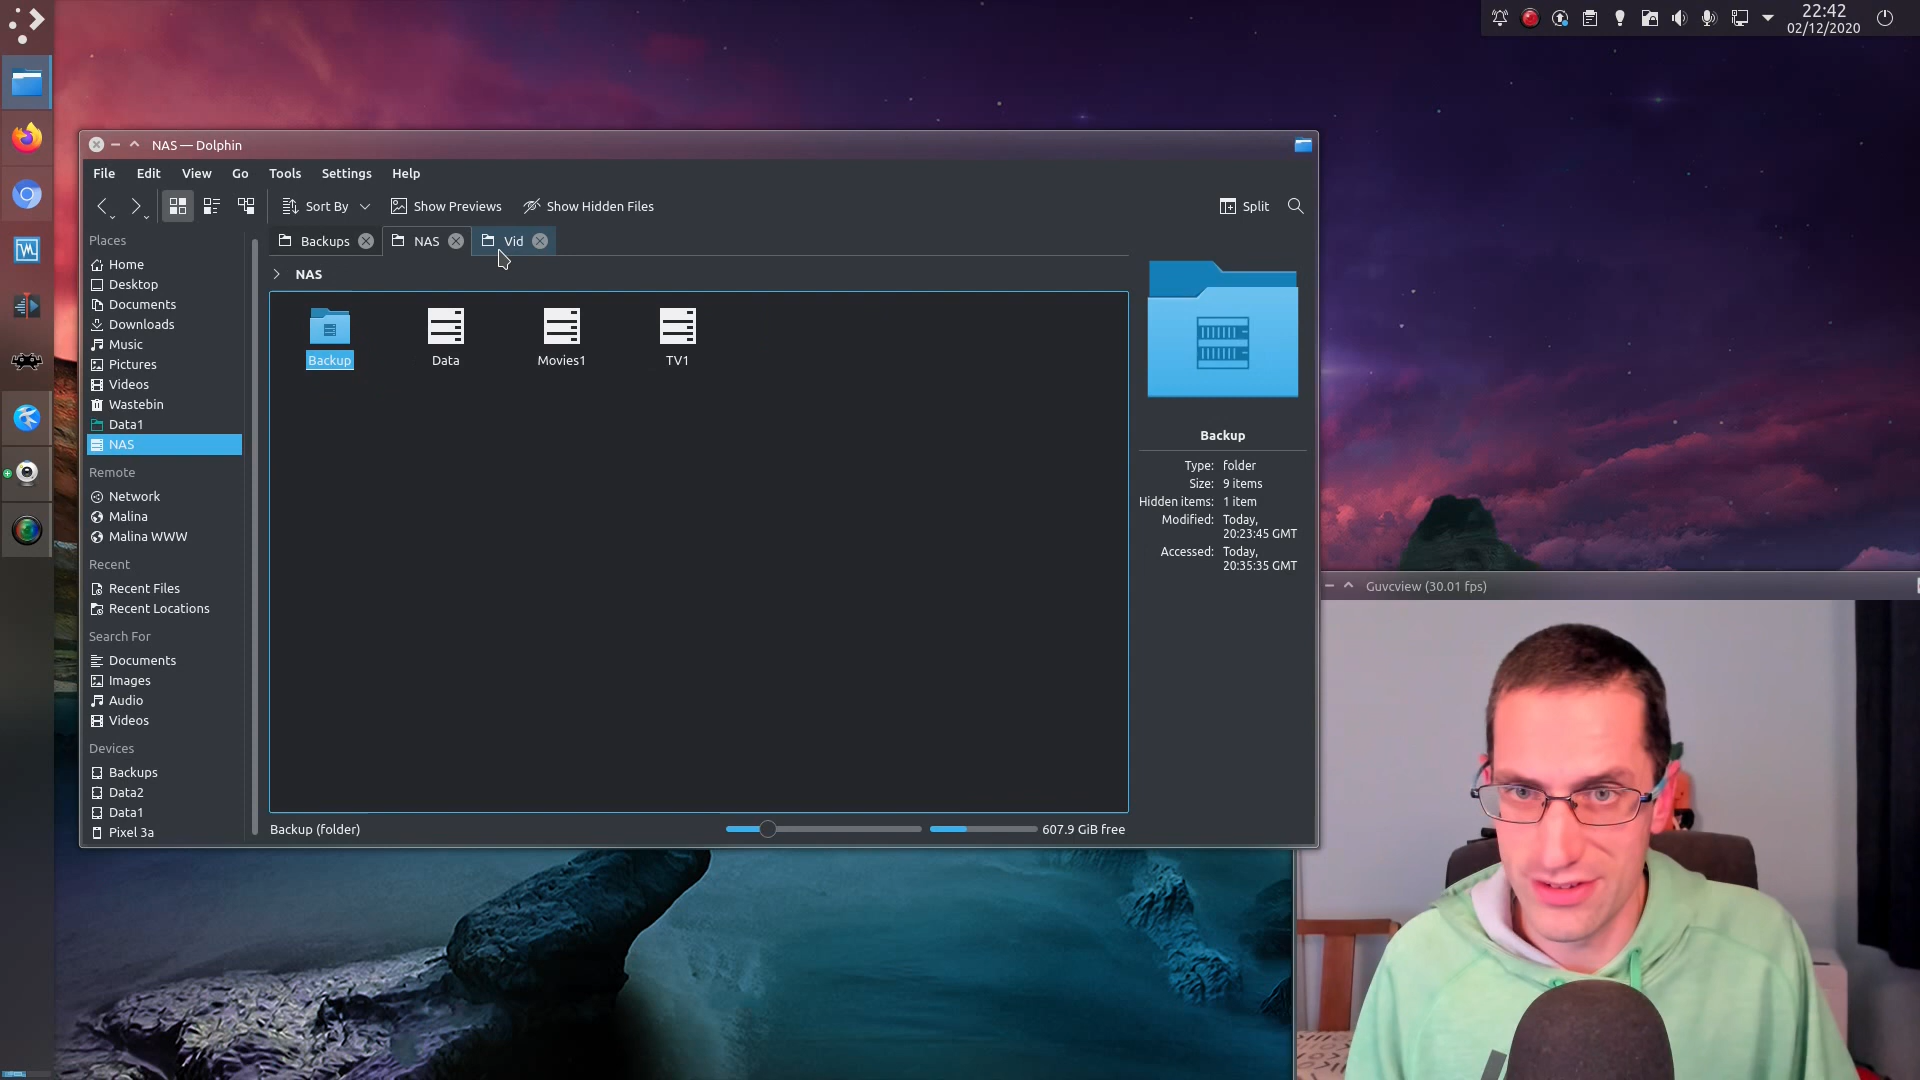 22:42
02/12/2020
NAS — Dolphin
File Edit View Go Tools Settings Help
Sort By Show Previews Show Hidden Files Split
Places
Home
Desktop
Documents
Downloads
Music
Pictures
Videos
Wastebin
Data1
NAS
Remote
Network
Malina
Malina WWW
Recent
Recent Files
Recent Locations
Search For
Documents
Images
Audio
Videos
Devices
Backups
Data2
Data1
Pixel 3a
Backups NAS Vid
NAS
Backup Data Movies1 TV1
Backup (folder) 607.9 GiB free
Backup
Type: folder
Size: 9 items
Hidden items: 1 item
Modified: Today,
20:23:45 GMT
Accessed: Today,
20:35:35 GMT
Guvcview (30.01 fps)